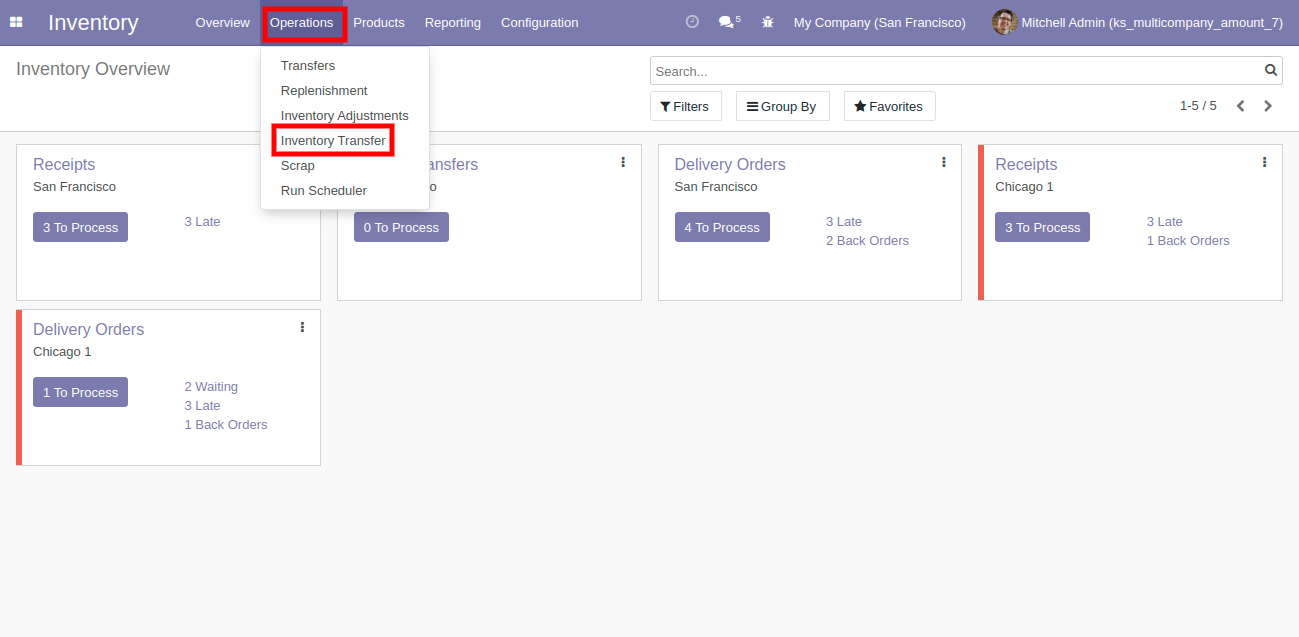 Inventory
Overview
Operations
Products
Reporting
Configuration
5
My Company (San Francisco)
Mitchell Admin (ks_multicompany_amount_7)
Transfers
Replenishment
Inventory Adjustments
Inventory Transfer
Scrap
Run Scheduler
Inventory Overview
Search...
Filters
Group By
Favorites
1-5 / 5
Receipts
San Francisco
3 To Process
3 Late
ansfers
o
0 To Process
Delivery Orders
San Francisco
4 To Process
3 Late
2 Back Orders
Receipts
Chicago 1
3 To Process
3 Late
1 Back Orders
Delivery Orders
Chicago 1
1 To Process
2 Waiting
3 Late
1 Back Orders